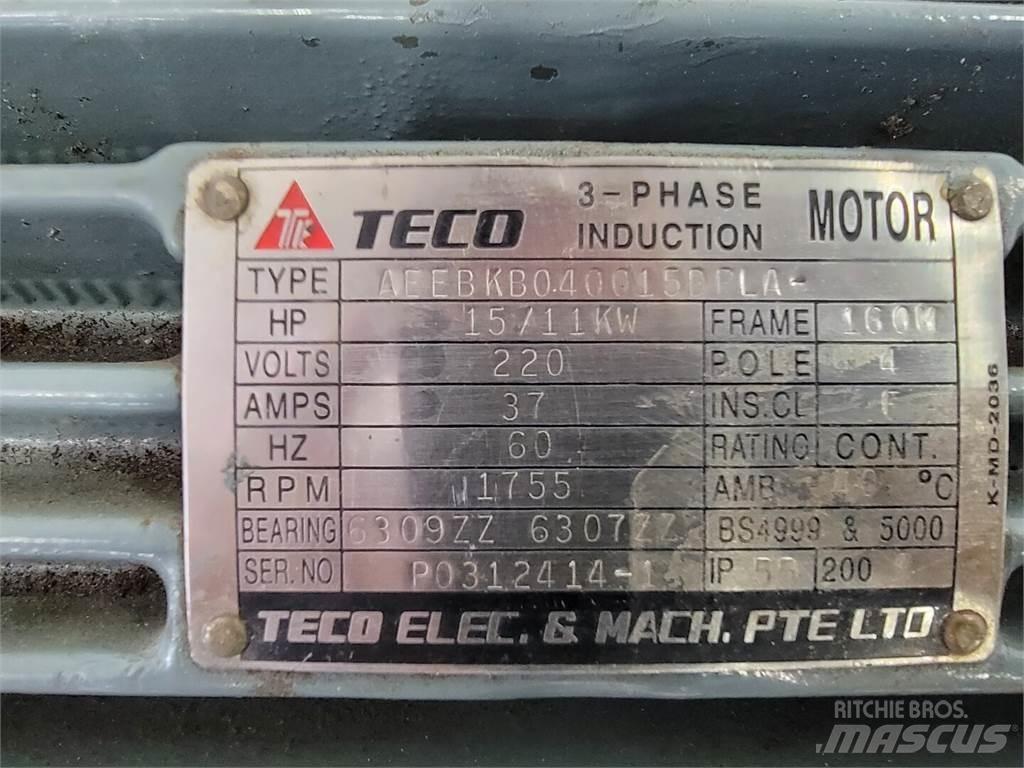 TECO 3-PHASE INDUCTION MOTOR
TYPE
HP 15/11KW FRAME 160M
VOLTS 220 POLE 4
AMPS 37 INS.CL F
HZ 60 RATING CONT.
RPM 1755 AMB °C
BEARING 6309ZZ 6307ZZ BS4999 & 5000
SER.NO IP 200
TECO ELEC. & MACH. PTE LTD
K-MD-2036
RITCHIE BROS.
MASCUS